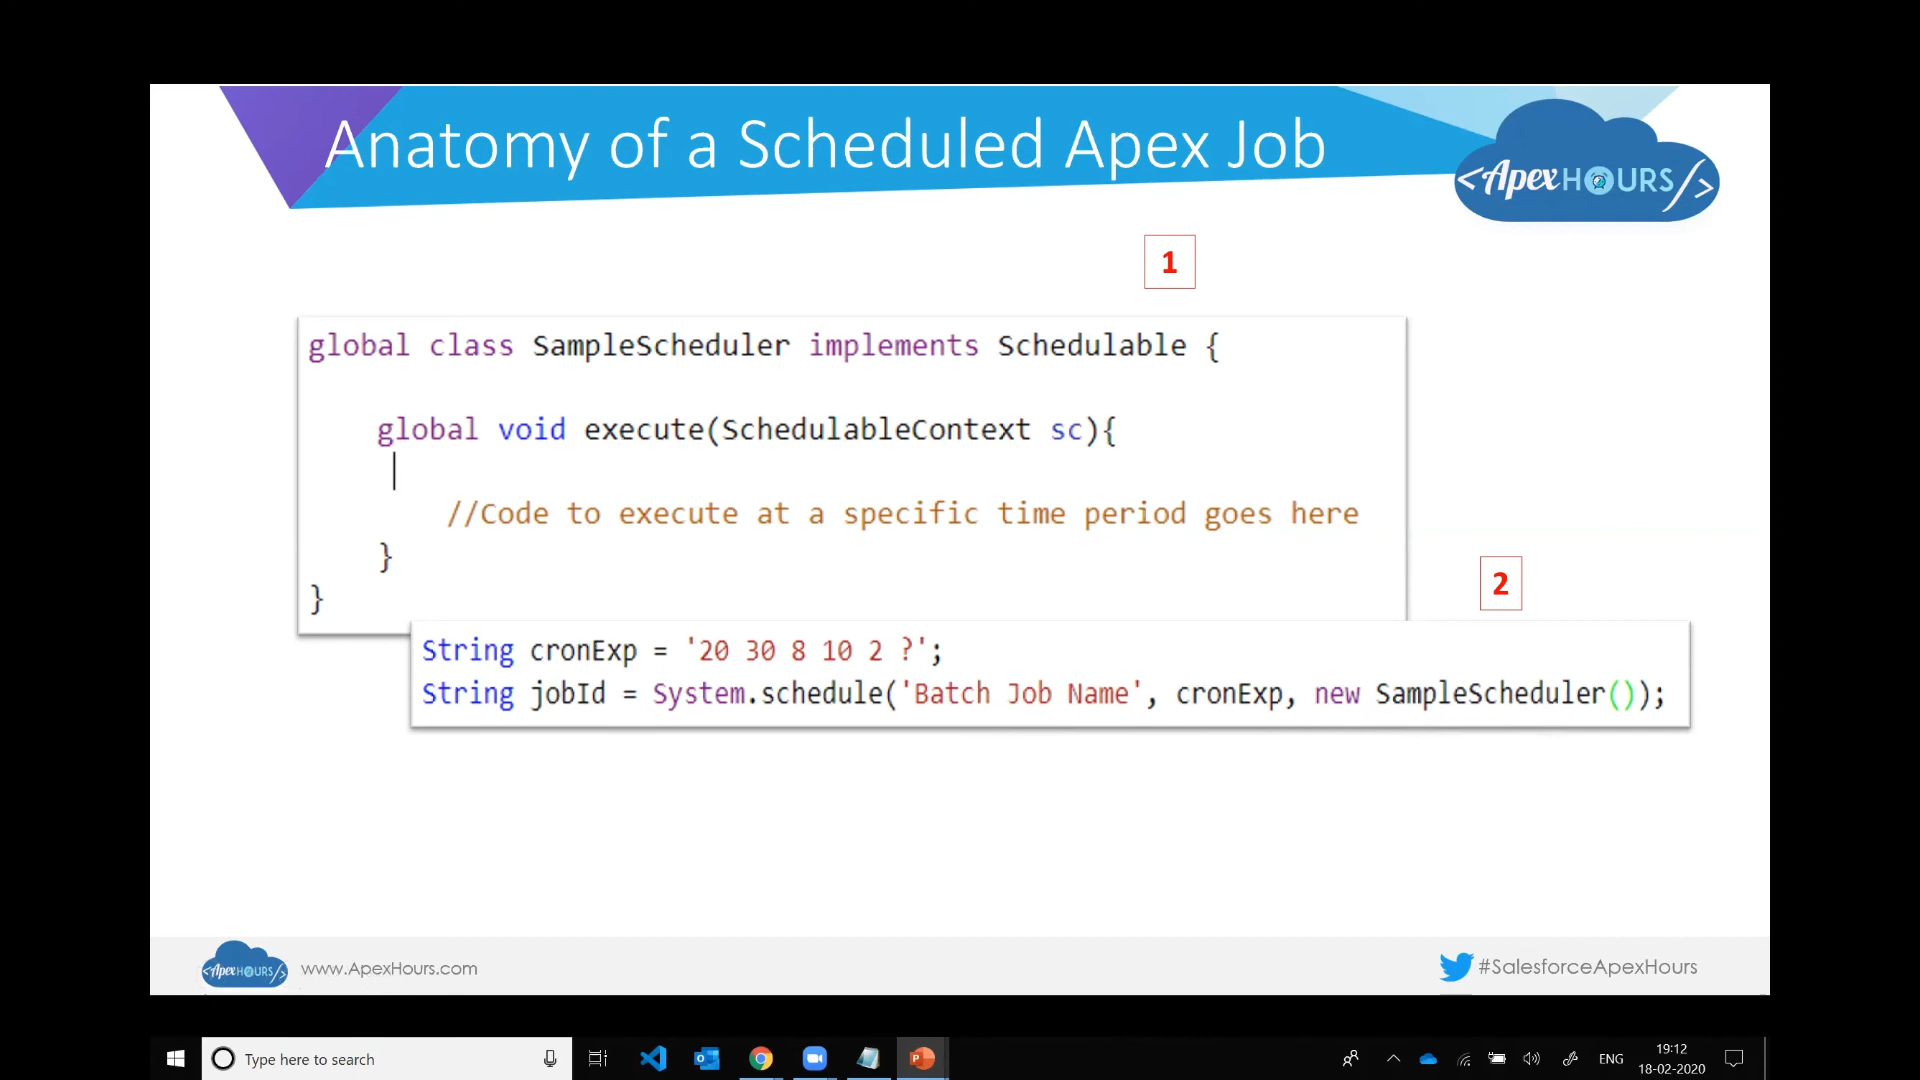 Anatomy of a Scheduled Apex Job
<ApexHOURS/>
1
global class SampleScheduler implements Schedulable {
global void execute(SchedulableContext sc){
//Code to execute at a specific time period goes here
}
}
2
String cronExp = '20 30 8 10 2 ?';
String jobId = System.schedule('Batch Job Name', cronExp, new SampleScheduler());
<ApexHOURS/>
www.ApexHours.com
#SalesforceApexHours
Type here to search
ENG
19:12
18-02-2020